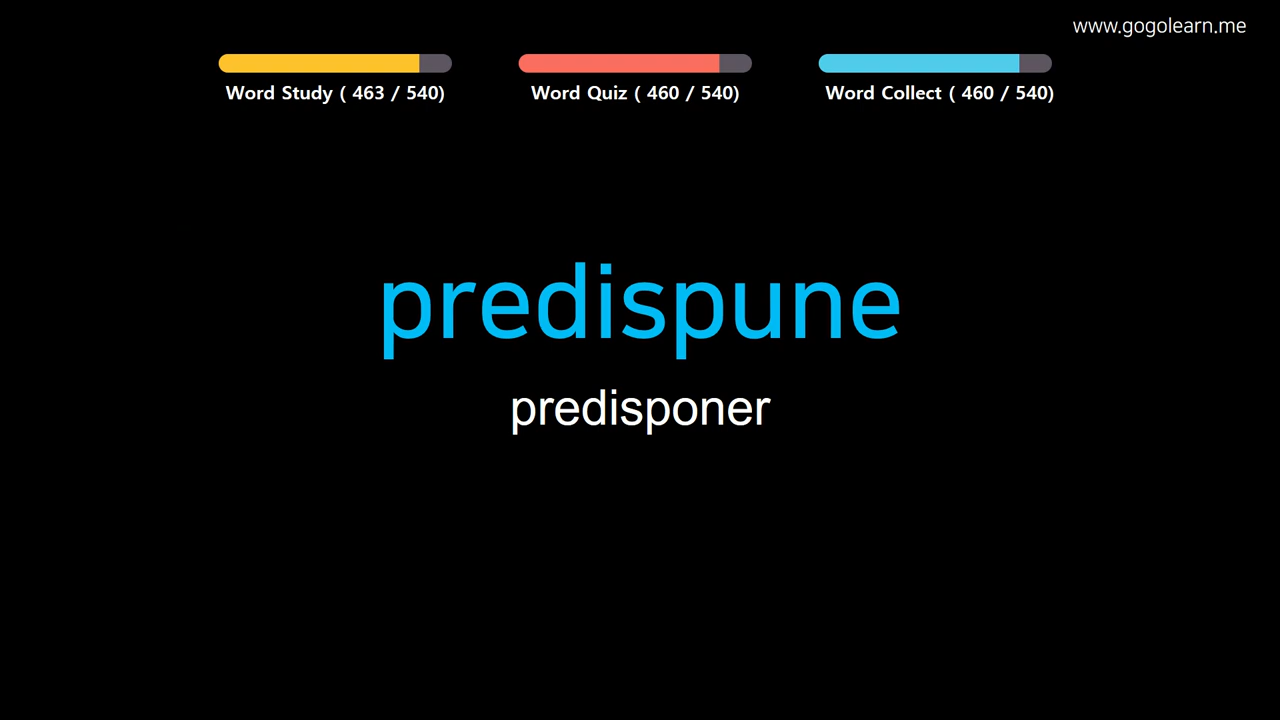 www.gogolearn.me
Word Study ( 463 / 540)
Word Quiz ( 460 / 540)
Word Collect ( 460 / 540)
predispune
predisponer